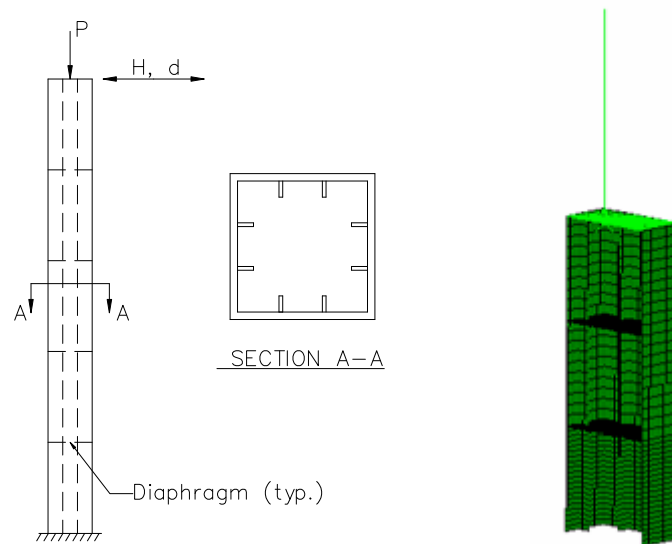 P
H, d
A
A
SECTION A-A
Diaphragm (typ.)